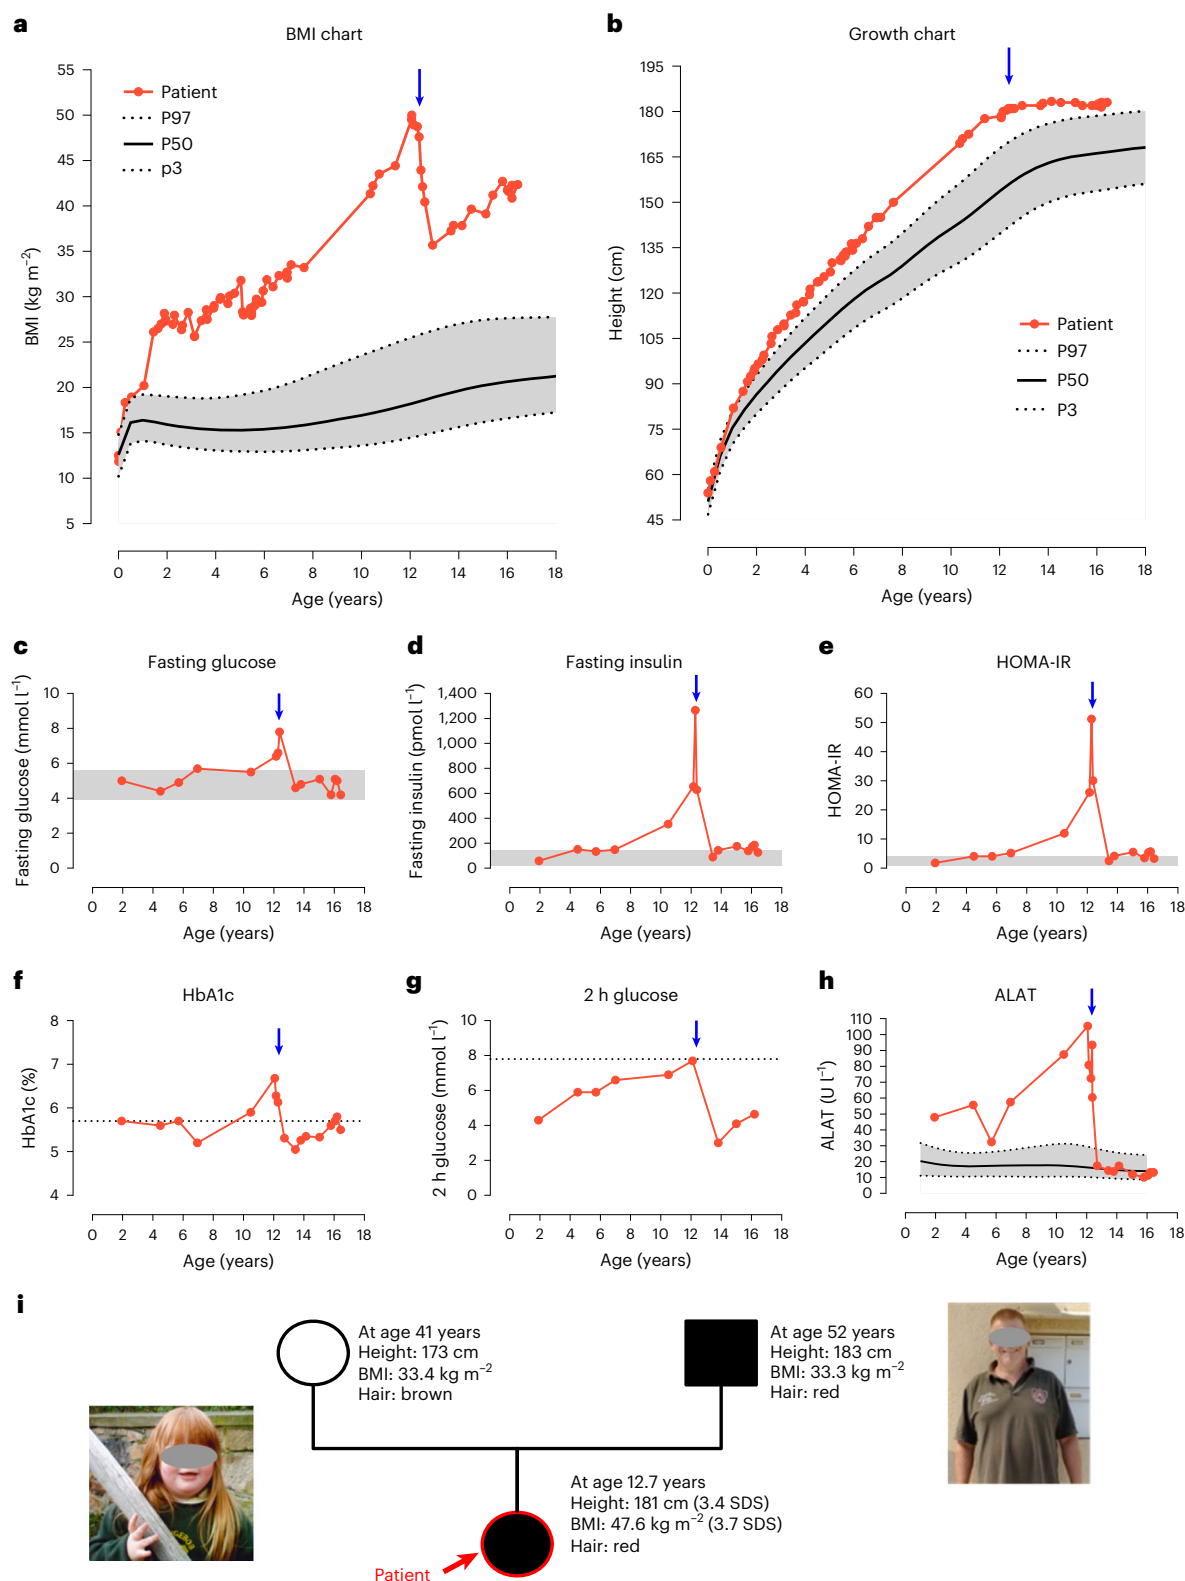 a
BMI chart
55
50
45
40
35
30
25
20
15
10
5
BMI (kg m⁻²)
Patient
P97
P50
p3
0 2 4 6 8 10 12 14 16 18
Age (years)
b
Growth chart
195
180
165
150
135
120
105
90
75
60
45
Height (cm)
Patient
P97
P50
P3
0 2 4 6 8 10 12 14 16 18
Age (years)
c
Fasting glucose
Fasting glucose (mmol l⁻¹)
10
8
6
4
2
0
0 2 4 6 8 10 12 14 16 18
Age (years)
d
Fasting insulin
Fasting insulin (pmol l⁻¹)
1,400
1,200
1,000
800
600
400
200
0
0 2 4 6 8 10 12 14 16 18
Age (years)
e
HOMA-IR
HOMA-IR
60
50
40
30
20
10
0
0 2 4 6 8 10 12 14 16 18
Age (years)
f
HbA1c
HbA1c (%)
8
7
6
5
4
0 2 4 6 8 10 12 14 16 18
Age (years)
g
2 h glucose
2 h glucose (mmol l⁻¹)
10
8
6
4
2
0
0 2 4 6 8 10 12 14 16 18
Age (years)
h
ALAT
ALAT (U l⁻¹)
110
100
90
80
70
60
50
40
30
20
10
0
0 2 4 6 8 10 12 14 16 18
Age (years)
i
At age 41 years
Height: 173 cm
BMI: 33.4 kg m⁻²
Hair: brown
At age 52 years
Height: 183 cm
BMI: 33.3 kg m⁻²
Hair: red
At age 12.7 years
Height: 181 cm (3.4 SDS)
BMI: 47.6 kg m⁻² (3.7 SDS)
Hair: red
Patient